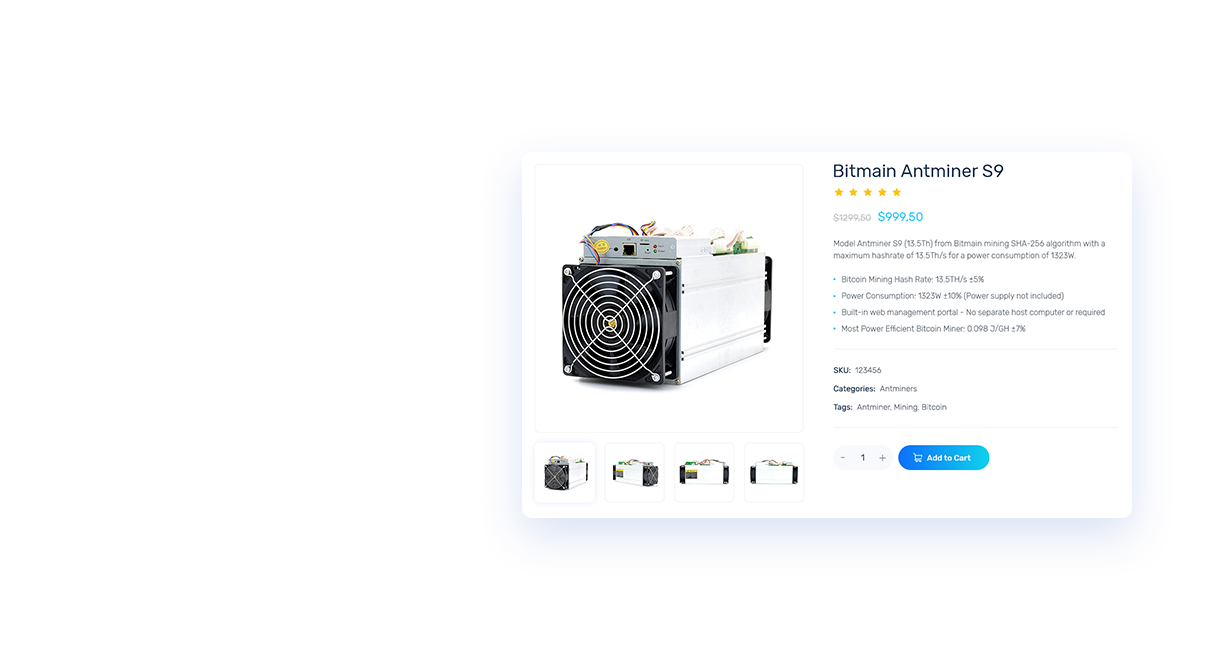 Bitmain Antminer S9
$1299,50 $999,50
Model Antminer S9 (13.5Th) from Bitmain mining SHA-256 algorithm with a
maximum hashrate of 13.5Th/s for a power consumption of 1323W.
Bitcoin Mining Hash Rate: 13.5TH/s ±5%
Power Consumption: 1323W ±10% (Power supply not included)
Built-in web management portal - No separate host computer or required
Most Power Efficient Bitcoin Miner: 0.098 J/GH ±7%
SKU: 123456
Categories: Antminers
Tags: Antminer, Mining, Bitcoin
- 1 + Add to Cart